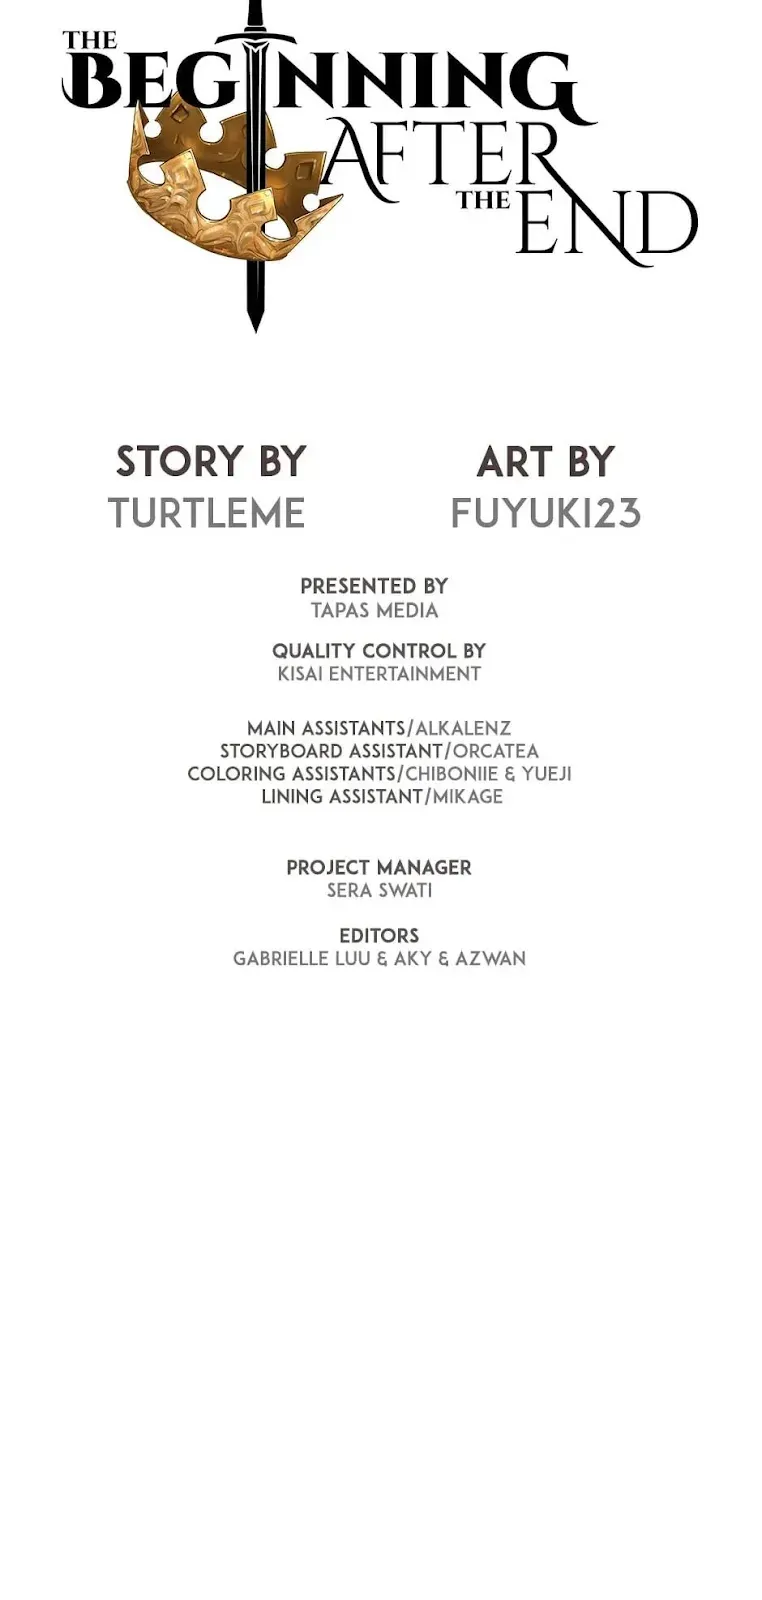 THE
BEGINNING
AFTER
THE END
STORY BY
TURTLEME
ART BY
FUYUKI23
PRESENTED BY
TAPAS MEDIA
QUALITY CONTROL BY
KISAI ENTERTAINMENT
MAIN ASSISTANTS/ALKALENZ
STORYBOARD ASSISTANT/ORCATEA
COLORING ASSISTANTS/CHIBONIIE & YUEJI
LINING ASSISTANT/MIKAGE
PROJECT MANAGER
SERA SWATI
EDITORS
GABRIELLE LUU & AKY & AZWAN